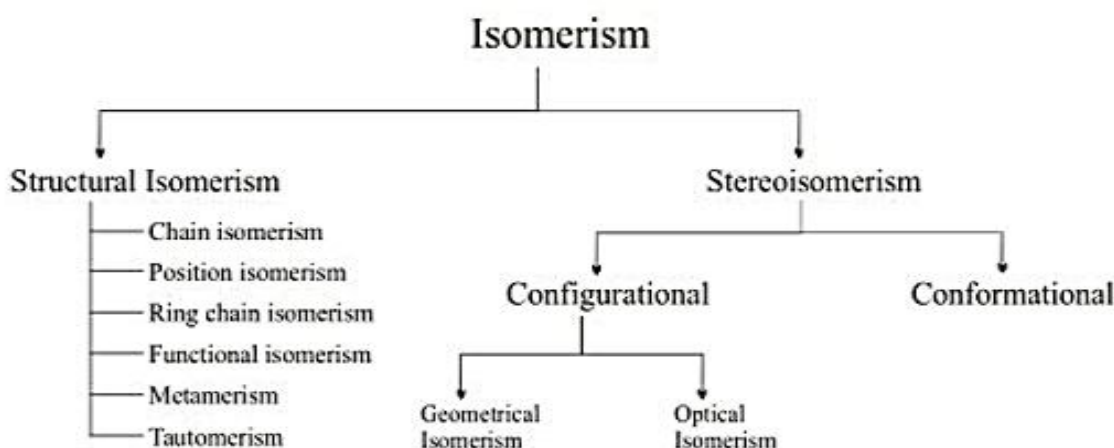 Isomerism
Structural Isomerism
Chain isomerism
Position isomerism
Ring chain isomerism
Functional isomerism
Metamerism
Tautomerism
Stereoisomerism
Configurational
Conformational
Geometrical
Isomerism
Optical
Isomerism